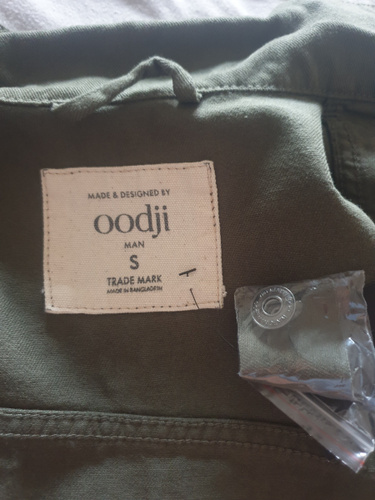 MADE & DESIGNED BY
oodji
MAN
S
TRADE MARK
MADE IN BANGLADESH